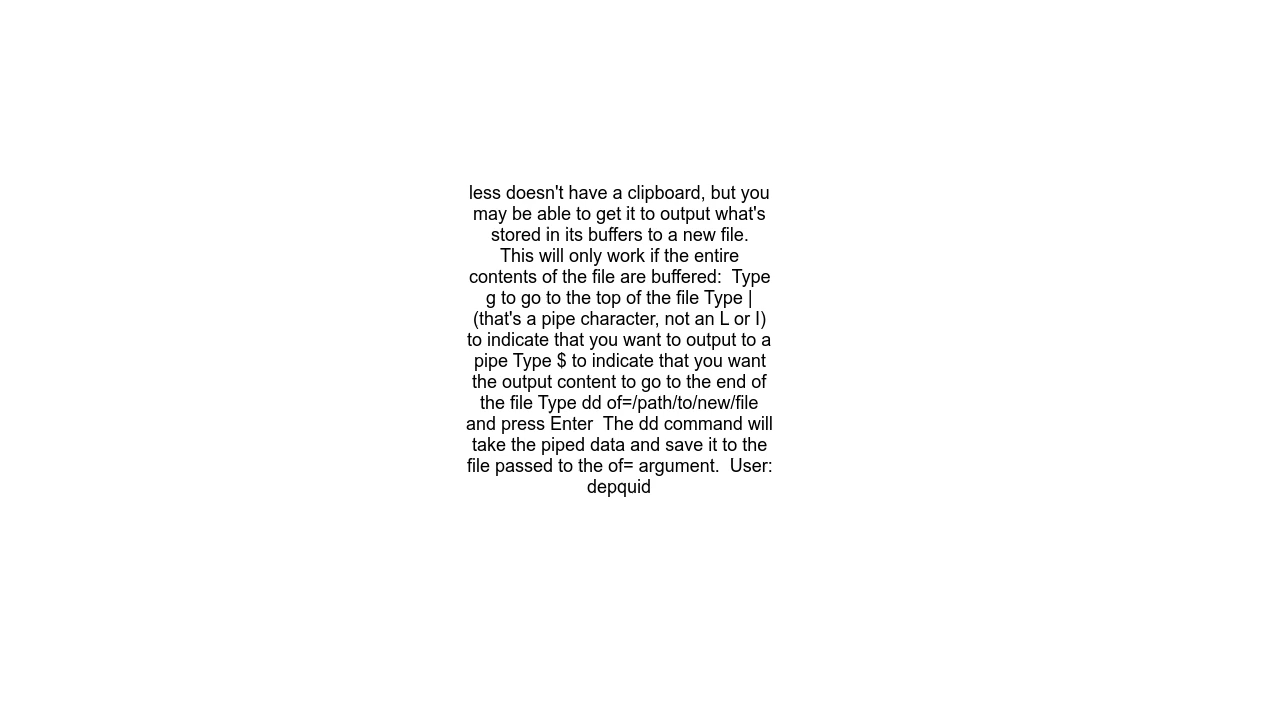 less doesn't have a clipboard, but you
may be able to get it to output what's
stored in its buffers to a new file.
This will only work if the entire
contents of the file are buffered:  Type
g to go to the top of the file Type |
(that's a pipe character, not an L or I)
to indicate that you want to output to a
pipe Type $ to indicate that you want
the output content to go to the end of
the file Type dd of=/path/to/new/file
and press Enter  The dd command will
take the piped data and save it to the
file passed to the of= argument.  User:
depquid